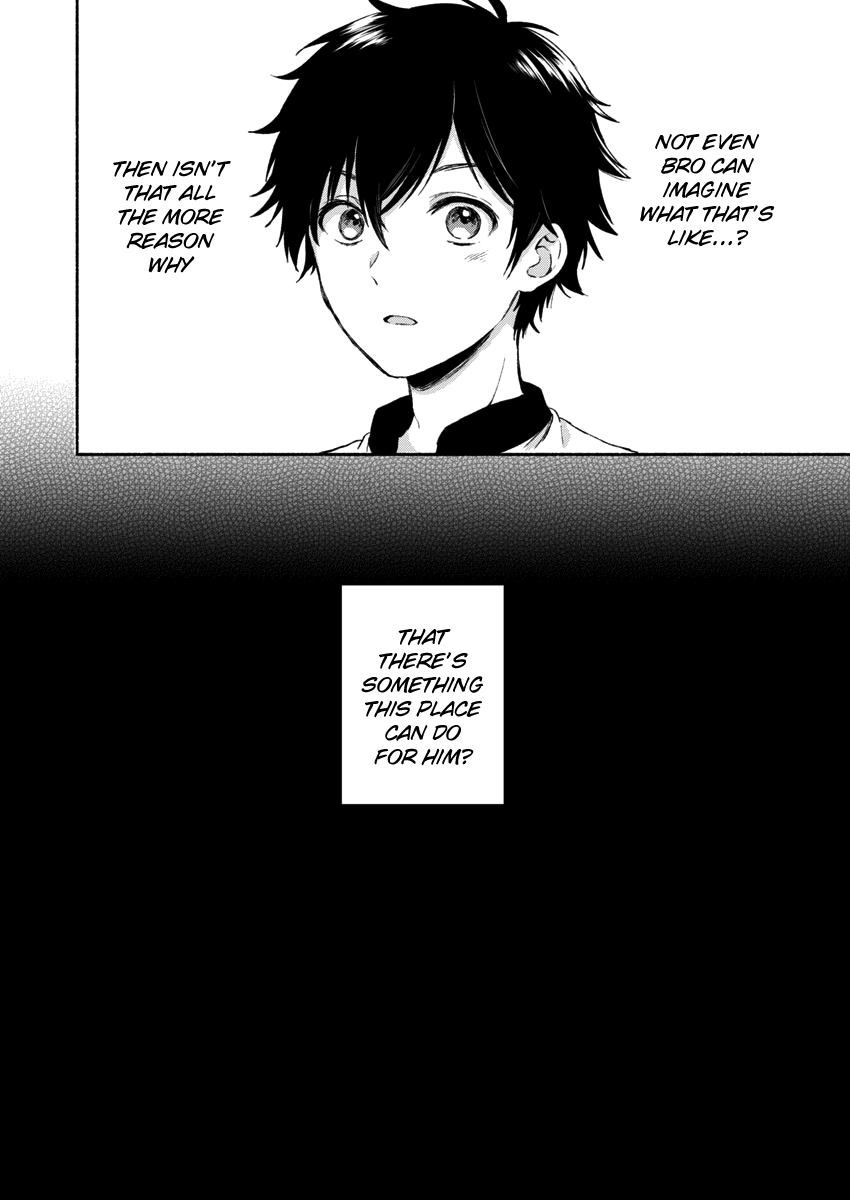 NOT EVEN
BRO CAN
IMAGINE
WHAT THAT'S
LIKE...?
THEN ISN'T
THAT ALL
THE MORE
REASON
WHY
THAT
THERE'S
SOMETHING
THIS PLACE
CAN DO
FOR HIM?